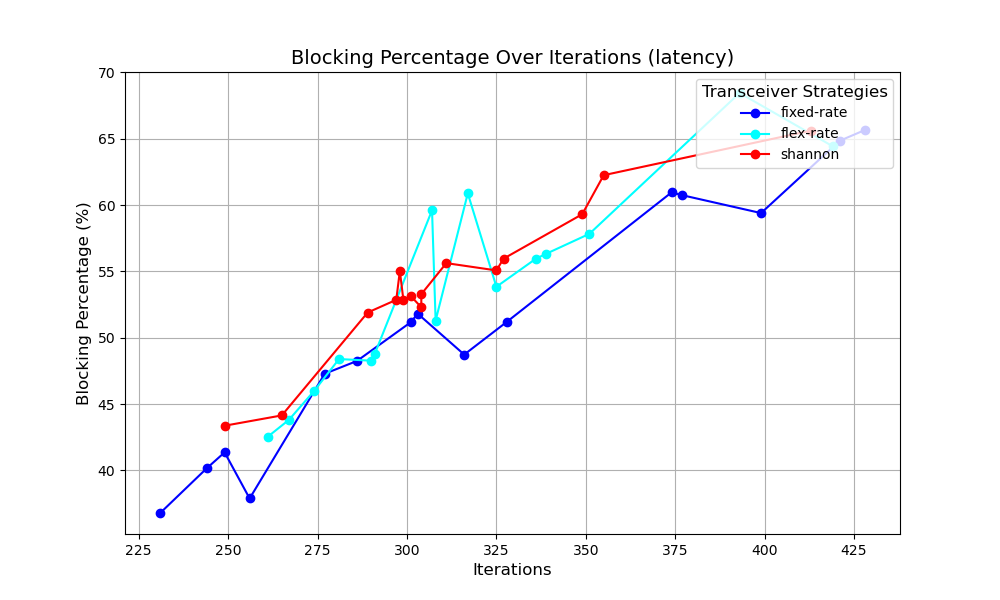 Blocking Percentage Over Iterations (latency)
Transceiver Strategies
fixed-rate
flex-rate
shannon
Blocking Percentage (%)
70
65
60
55
50
45
40
225 250 275 300 325 350 375 400 425
Iterations